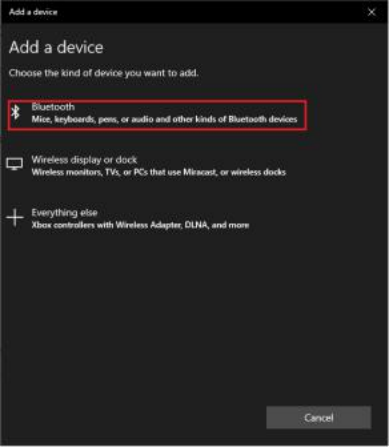 Add a device
Add a device
Choose the kind of device you want to add.
Bluetooth
Mice, keyboards, pens, or audio and other kinds of Bluetooth devices
Wireless display or dock
Wireless monitors, TVs, or PCs that use Miracast, or wireless docks
Everything else
Xbox controllers with Wireless Adapter, DLNA, and more
Cancel